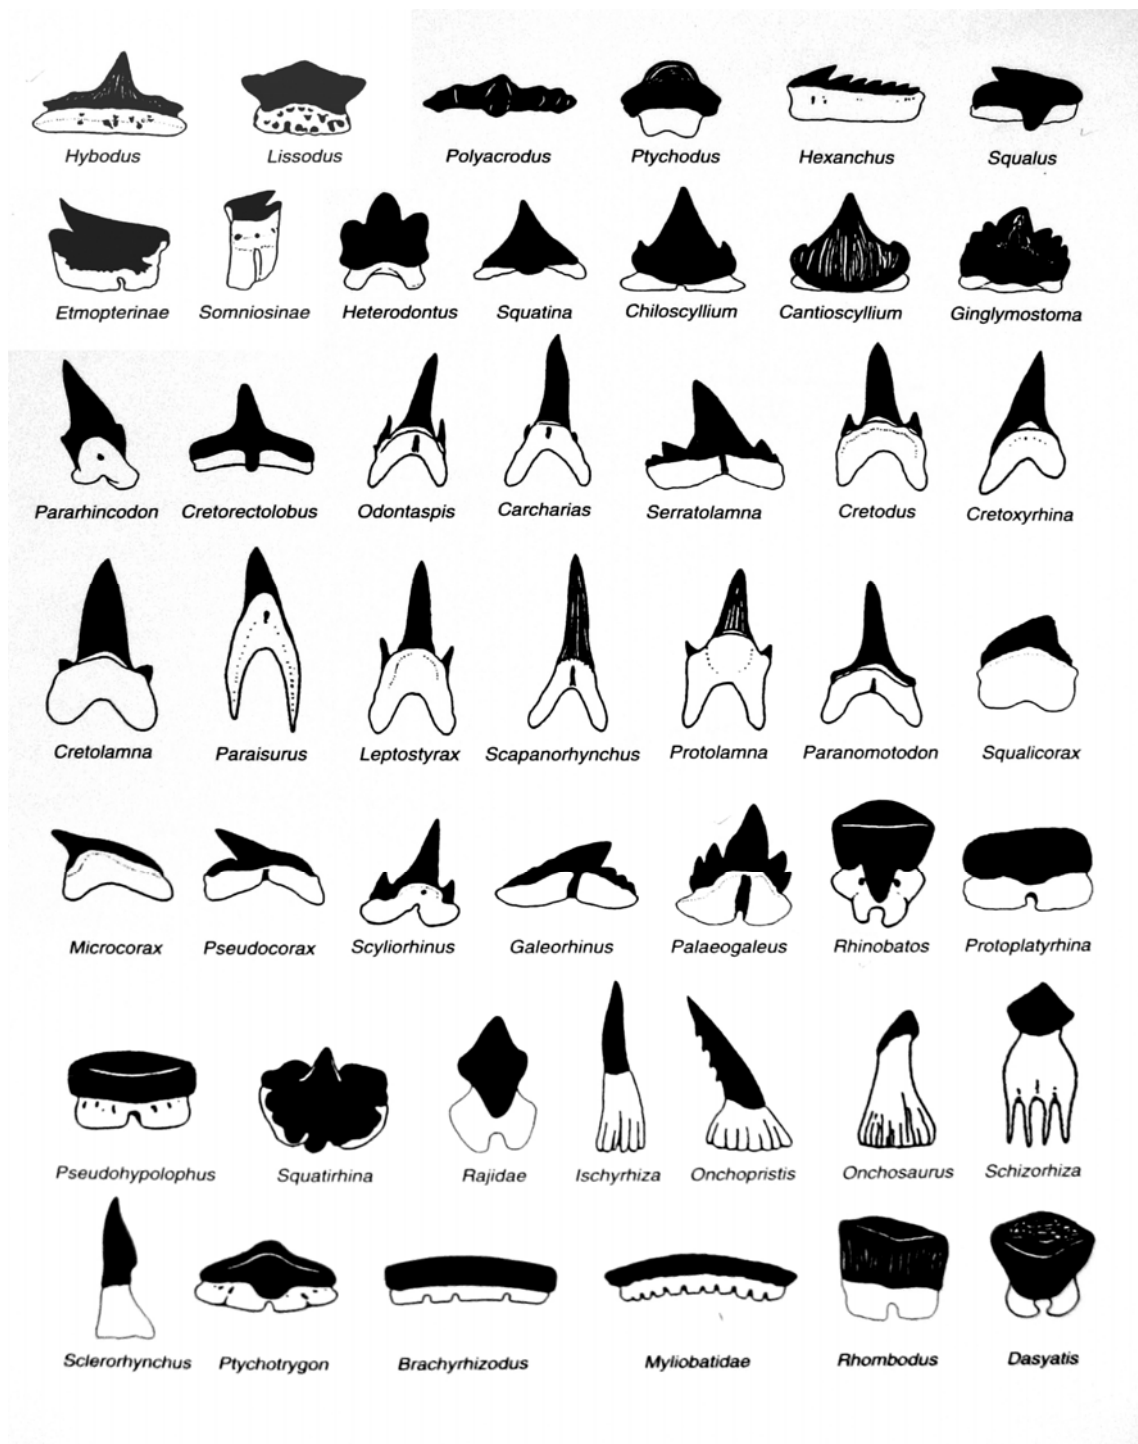 Hybodus Lissodus Polyacrodus Ptychodus Hexanchus Squalus
Etmopterinae Somniosinae Heterodontus Squatina Chiloscyllium Cantioscyllium Ginglymostoma
Pararhincodon Cretorectolobus Odontaspis Carcharias Serratolamna Cretodus Cretoxyrhina
Cretolamna Paraisurus Leptostyrax Scapanorhynchus Protolamna Paranomotodon Squalicorax
Microcorax Pseudocorax Scyliorhinus Galeorhinus Palaeogaleus Rhinobatos Protoplatyrhina
Pseudohypolophus Squatirhina Rajidae Ischyrhiza Onchopristis Onchosaurus Schizorhiza
Sclerorhynchus Ptychotrygon Brachyrhizodus Myliobatidae Rhombodus Dasyatis